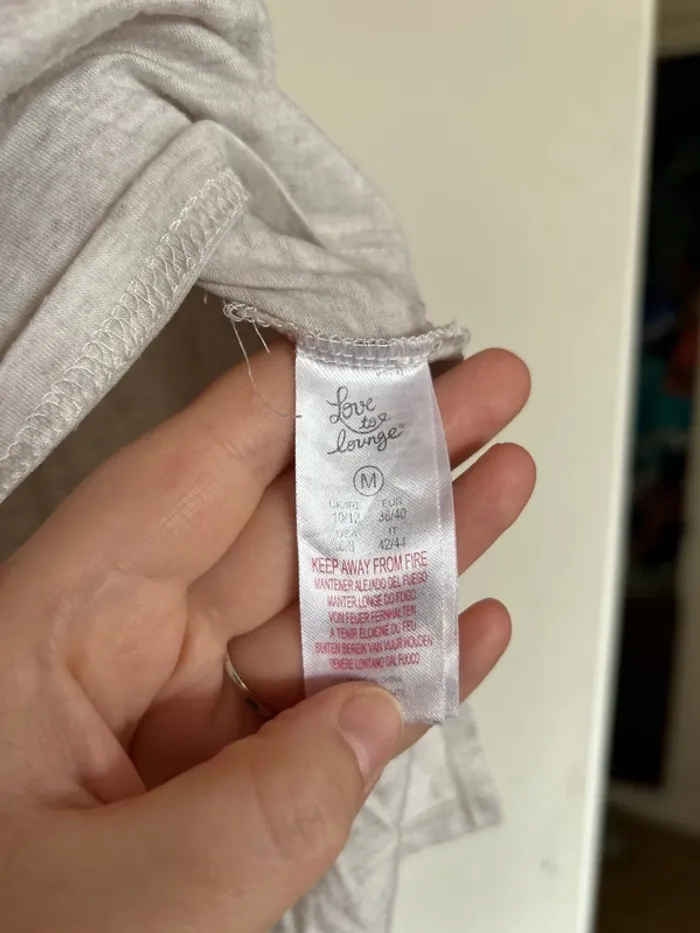 Love
to
lounge
M
UK/IRL EUR
10/12 38/40
USA IT
6/8 42/44
KEEP AWAY FROM FIRE
MANTENER ALEJADO DEL FUEGO
MANTER LONGE DO FOGO
VON FEUER FERNHALTEN
A TENIR ÉLOIGNÉ DU FEU
BUITEN BEREIK VAN VUUR HOUDEN
TENERE LONTANO DAL FUOCO